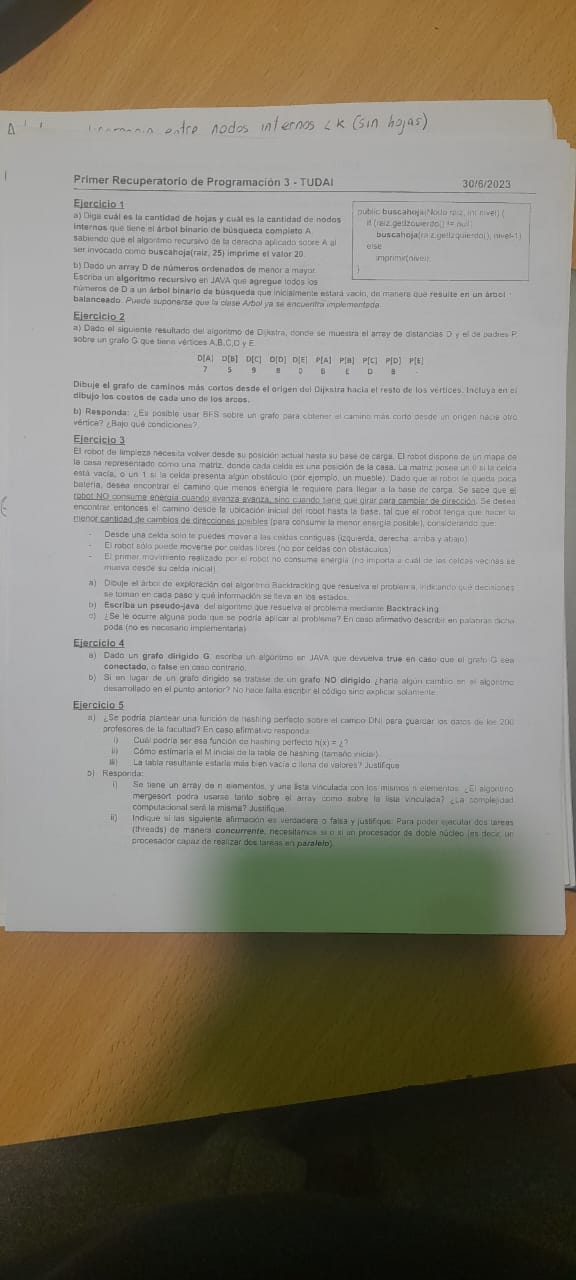 entre nodos internos < k (sin hojas)
Primer Recuperatorio de Programación 3 - TUDAI 30/6/2023
Ejercicio 1
a) Diga cuál es la cantidad de hojas y cuál es la cantidad de nodos
internos que tiene el árbol binario de búsqueda completo A,
sabiendo que el algoritmo recursivo de la derecha aplicado sobre A al
ser invocado como buscahoja(raiz, 25) imprime el valor 20.
public buscahoja(Nodo raiz, int nivel) {
if (raiz.getIzquierdo() != null)
buscahoja(raiz.getIzquierdo(), nivel-1)
else
imprimir(nivel);
}
b) Dado un array D de números ordenados de menor a mayor.
Escriba un algoritmo recursivo en JAVA que agregue todos los
números de D a un árbol binario de búsqueda que inicialmente estará vacío, de manera que resulte en un árbol
balanceado. Puede suponerse que la clase Arbol ya se encuentra implementada.
Ejercicio 2
a) Dado el siguiente resultado del algoritmo de Dijkstra, donde se muestra el array de distancias D y el de padres P,
sobre un grafo G que tiene vértices A,B,C,D y E.
D[A] D[B] D[C] D[D] D[E] P[A] P[B] P[C] P[D] P[E]
7 5 9 8 0 B E D B -
Dibuje el grafo de caminos más cortos desde el origen del Dijkstra hacia el resto de los vértices. Incluya en el
dibujo los costos de cada uno de los arcos.
b) Responda: ¿Es posible usar BFS sobre un grafo para obtener el camino más corto desde un origen hacia otro
vértice? ¿Bajo qué condiciones?
Ejercicio 3
El robot de limpieza necesita volver desde su posición actual hasta su base de carga. El robot dispone de un mapa de
la casa representado como una matriz, donde cada celda es una posición de la casa. La matriz posee un 0 si la celda
está vacía, o un 1 si la celda presenta algún obstáculo (por ejemplo, un mueble). Dado que al robot le queda poca
batería, desea encontrar el camino que menos energía le requiere para llegar a la base de carga. Se sabe que el
robot NO consume energía cuando avanza avanza, sino cuando tiene que girar para cambiar de dirección. Se desea
encontrar entonces el camino desde la ubicación inicial del robot hasta la base, tal que el robot tenga que hacer la
menor cantidad de cambios de direcciones posibles (para consumir la menor energía posible), considerando que:
- Desde una celda solo te puedes mover a las celdas contiguas (izquierda, derecha, arriba y abajo)
- El robot sólo puede moverse por celdas libres (no por celdas con obstáculos)
- El primer movimiento realizado por el robot no consume energía (no importa a cuál de las celdas vecinas se
mueva desde su celda inicial)
a) Dibuje el árbol de exploración del algoritmo Backtracking que resuelva el problema, indicando qué decisiones
se toman en cada paso y qué información se lleva en los estados.
b) Escriba un pseudo-java del algoritmo que resuelva el problema mediante Backtracking
c) ¿Se le ocurre alguna poda que se podría aplicar al problema? En caso afirmativo describir en palabras dicha
poda (no es necesario implementarla)
Ejercicio 4
a) Dado un grafo dirigido G, escriba un algoritmo en JAVA que devuelva true en caso que el grafo G sea
conectado, o false en caso contrario.
b) Si en lugar de un grafo dirigido se tratase de un grafo NO dirigido ¿haría algún cambio en el algoritmo
desarrollado en el punto anterior? No hace falta escribir el código sino explicar solamente.
Ejercicio 5
a) ¿Se podría plantear una función de hashing perfecto sobre el campo DNI para guardar los datos de los 200
profesores de la facultad? En caso afirmativo responda
i) Cuál podría ser esa función de hashing perfecto h(x) = ¿?
ii) Cómo estimaría el M inicial de la tabla de hashing (tamaño inicial)
iii) La tabla resultante estaría más bien vacía o llena de valores? Justifique
b) Responda:
i) Se tiene un array de n elementos, y una lista vinculada con los mismos n elementos. ¿El algoritmo
mergesort podrá usarse tanto sobre el array como sobre la lista vinculada? ¿La complejidad
computacional será la misma? Justifique.
ii) Indique si las siguiente afirmación es verdadera o falsa y justifique: Para poder ejecutar dos tareas
(threads) de manera concurrente, necesitamos si o si un procesador de doble núcleo (es decir, un
procesador capaz de realizar dos tareas en paralelo)